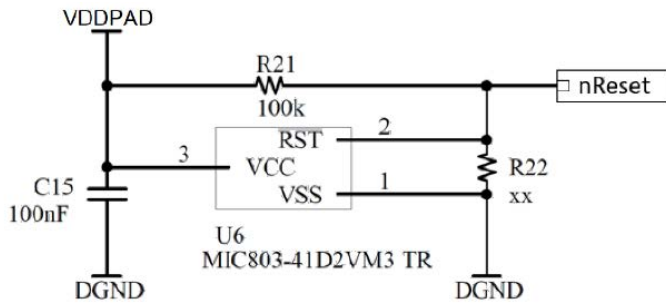 VDDPAD
R21
100k
nReset
RST
2
3
VCC
R22
xx
VSS
1
C15
100nF
U6
MIC803-41D2VM3 TR
DGND
DGND